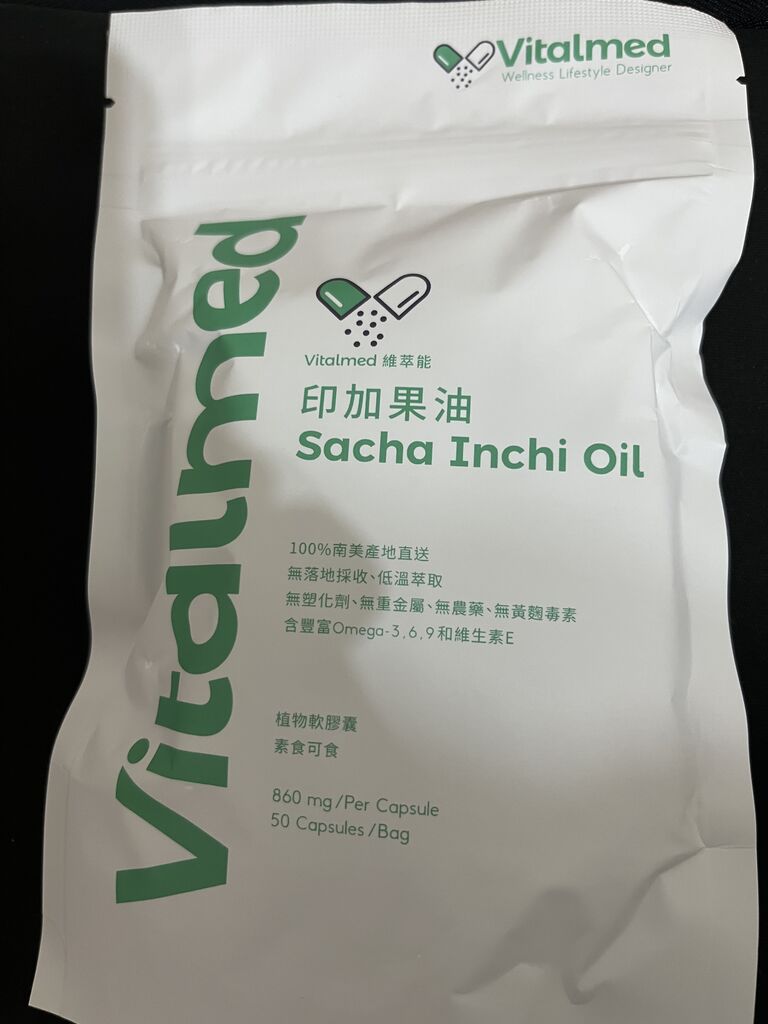 Vitalmed
Wellness Lifestyle Designer
Vitalmed
Vitalmed 維萃能
印加果油
Sacha Inchi Oil
100%南美產地直送
無落地採收、低溫萃取
無塑化劑、無重金屬、無農藥、無黃麴毒素
含豐富Omega-3,6,9和維生素E
植物軟膠囊
素食可食
860 mg/Per Capsule
50 Capsules/Bag